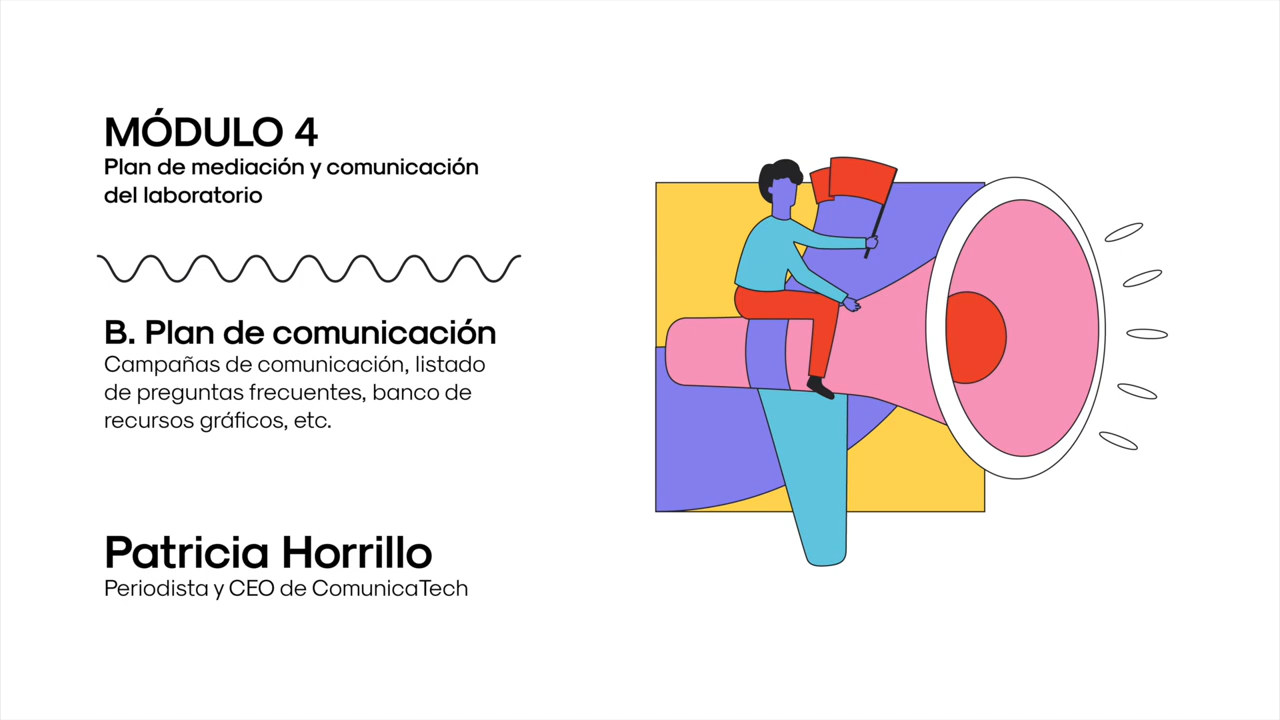 MÓDULO 4
Plan de mediación y comunicación
del laboratorio
B. Plan de comunicación
Campañas de comunicación, listado
de preguntas frecuentes, banco de
recursos gráficos, etc.
Patricia Horrillo
Periodista y CEO de ComunicaTech